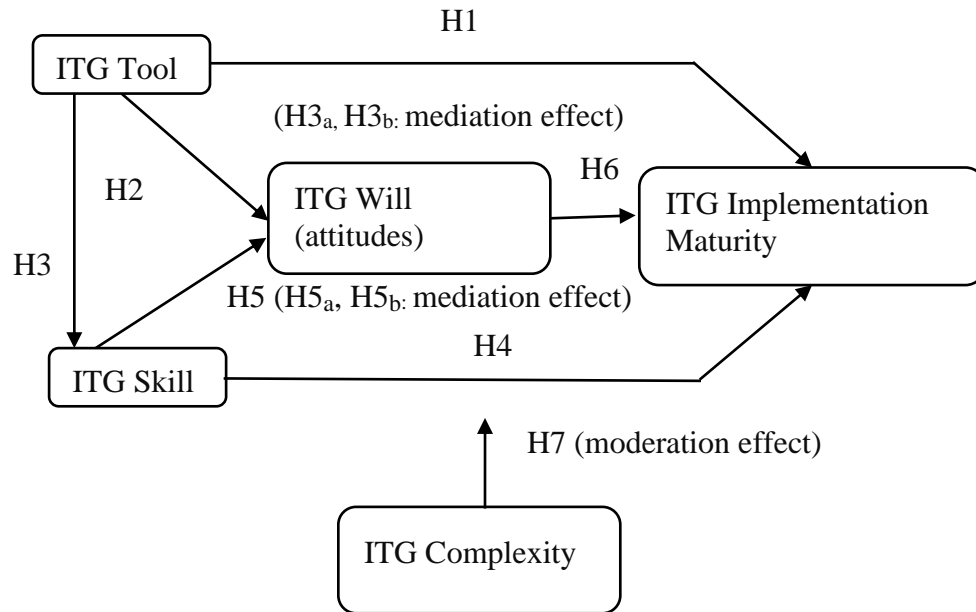 H1
ITG Tool
(H3a, H3b: mediation effect)
H6
H2
ITG Will
(attitudes)
ITG Implementation
Maturity
H3
H5 (H5a, H5b: mediation effect)
H4
ITG Skill
H7 (moderation effect)
ITG Complexity